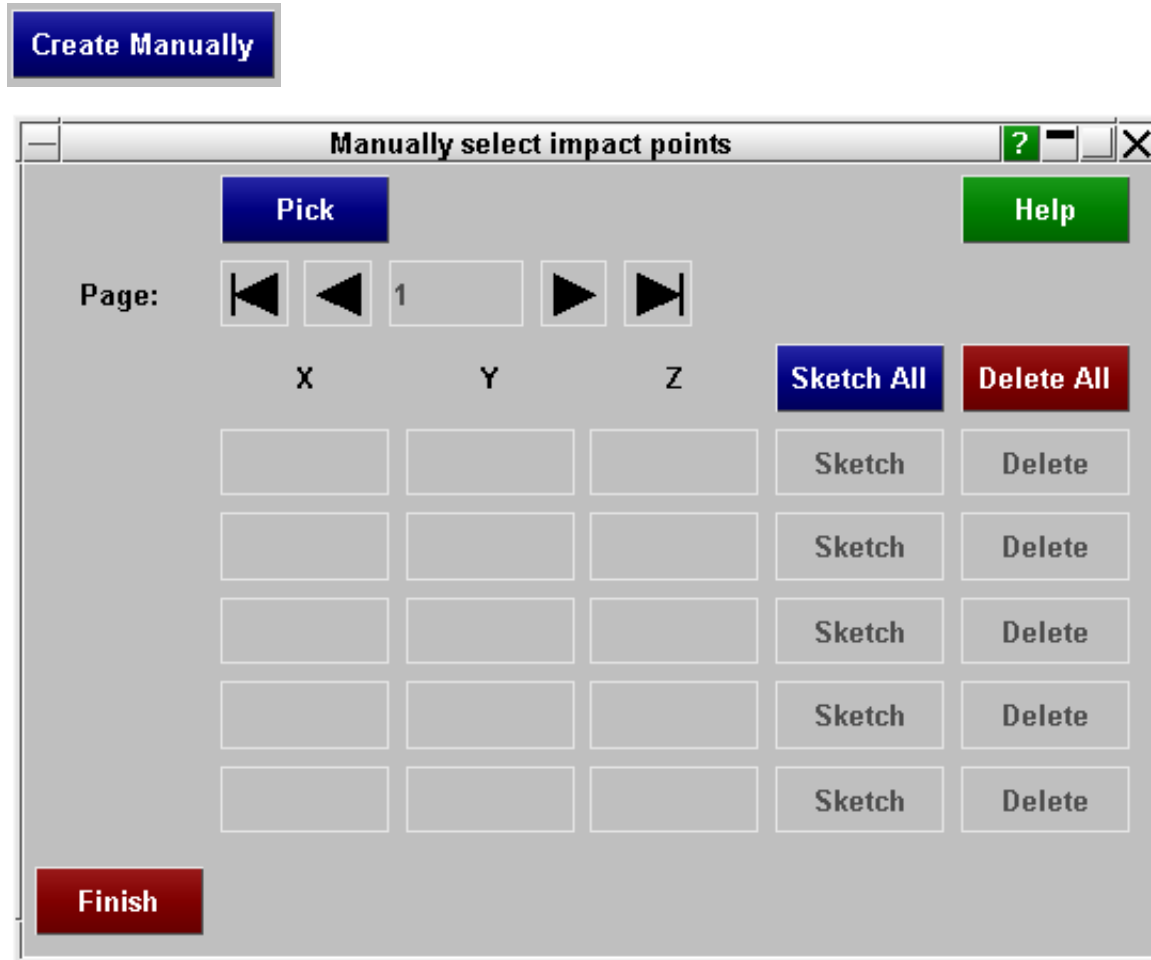 Create Manually
Manually select impact points ?
Pick Help
Page: 1
X Y Z Sketch All Delete All
Sketch Delete
Sketch Delete
Sketch Delete
Sketch Delete
Sketch Delete
Finish